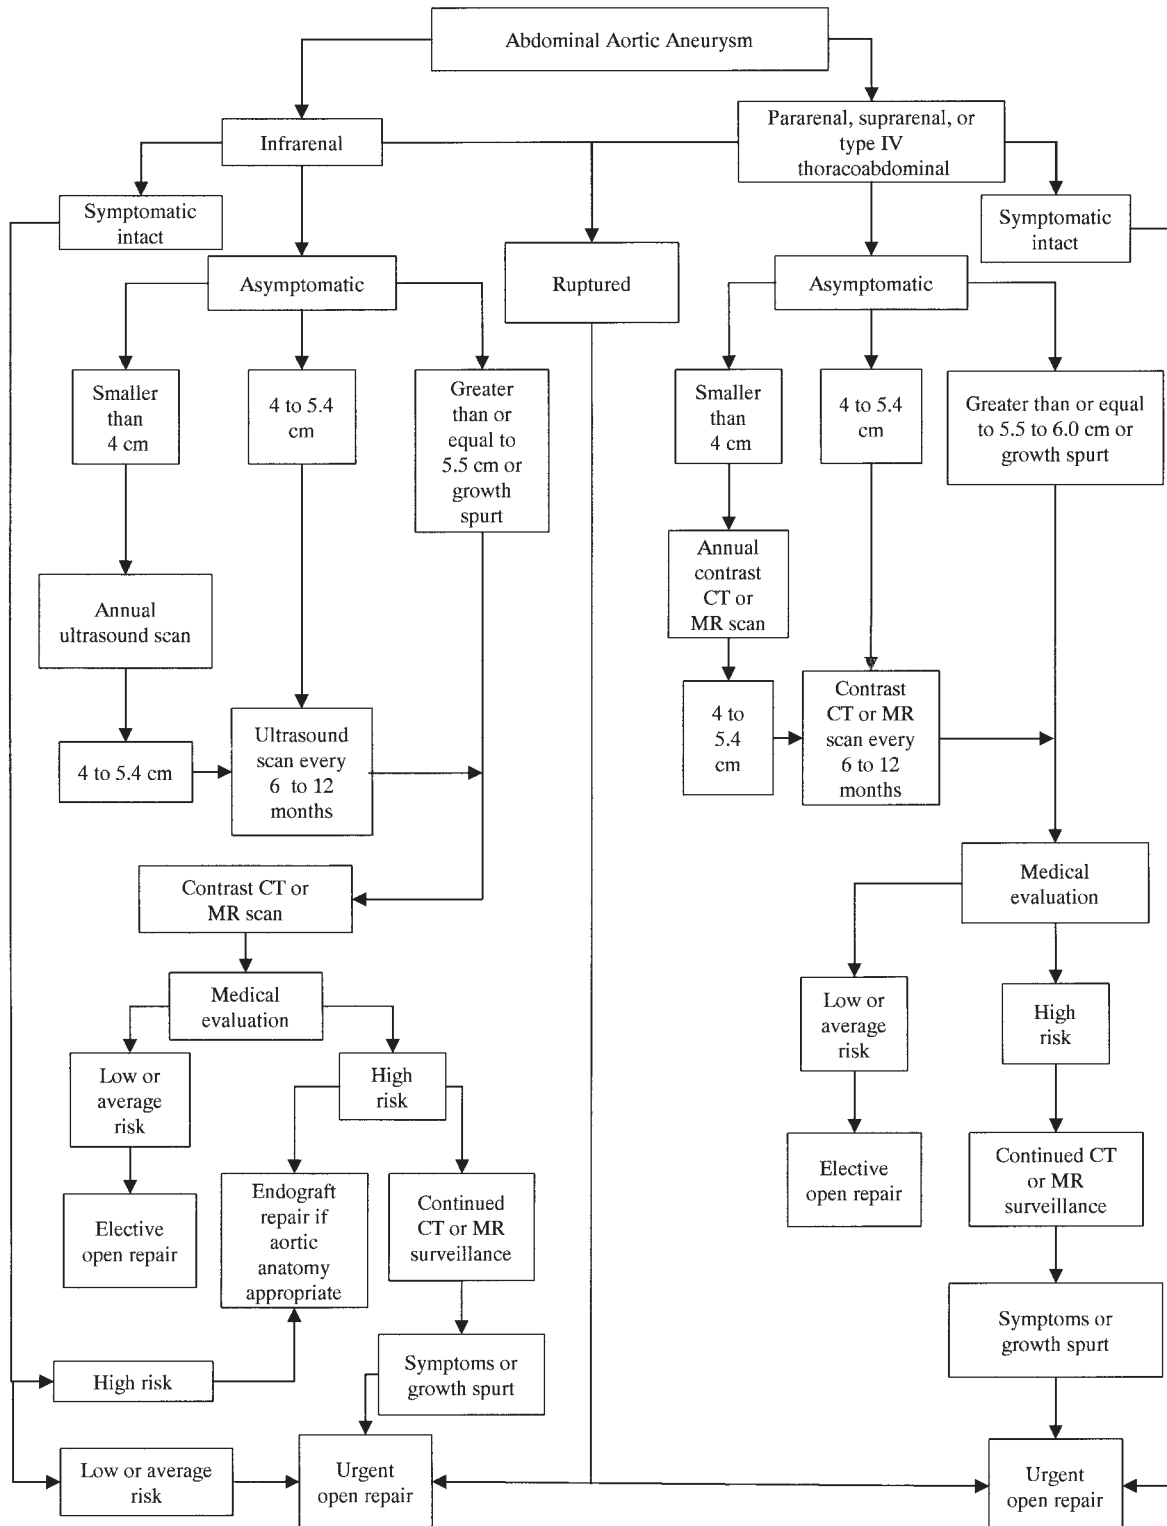 Abdominal Aortic Aneurysm
Infrarenal
Pararenal, suprarenal, or
type IV
thoracoabdominal
Symptomatic
intact
Symptomatic
intact
Asymptomatic
Ruptured
Asymptomatic
Smaller
than
4 cm
4 to 5.4
cm
Greater
than or
equal to
5.5 cm or
growth
spurt
Smaller
than
4 cm
4 to 5.4
cm
Greater than or equal
to 5.5 to 6.0 cm or
growth spurt
Annual
ultrasound scan
Annual
contrast
CT or
MR scan
4 to 5.4 cm
Ultrasound
scan every
6 to 12
months
4 to
5.4
cm
Contrast
CT or MR
scan every
6 to 12
months
Contrast CT or
MR scan
Medical
evaluation
Medical
evaluation
Low or
average
risk
High
risk
Low or
average
risk
High
risk
Elective
open repair
Endograft
repair if
aortic
anatomy
appropriate
Continued
CT or MR
surveillance
Elective
open repair
Continued CT
or MR
surveillance
High risk
Symptoms or
growth spurt
Symptoms or
growth spurt
Low or average
risk
Urgent
open repair
Urgent
open repair